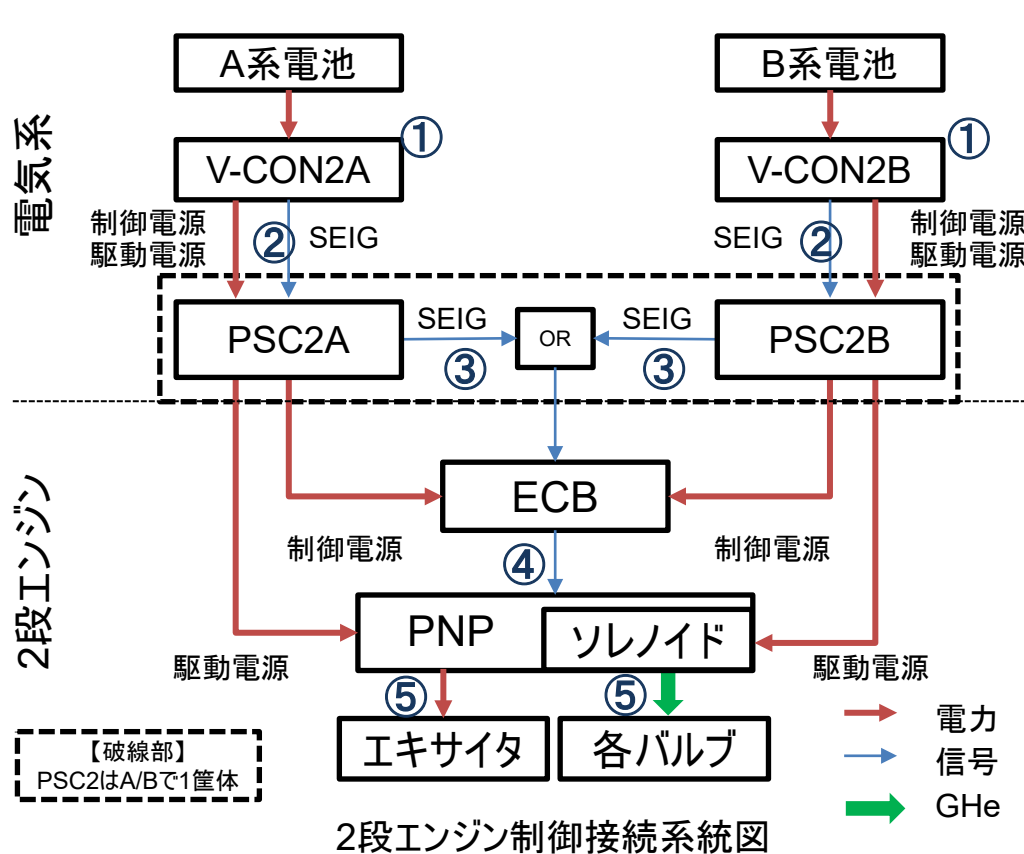 電気系
A系電池
B系電池
①
①
V-CON2A
V-CON2B
制御電源
駆動電源
②
SEIG
SEIG
②
制御電源
駆動電源
PSC2A
SEIG
③
OR
SEIG
③
PSC2B
2段エンジン
ECB
制御電源
④
制御電源
PNP
ソレノイド
駆動電源
⑤
⑤
駆動電源
エキサイタ
各バルブ
【破線部】
PSC2はA/Bで1筐体
電力
信号
GHe
2段エンジン制御接続系統図